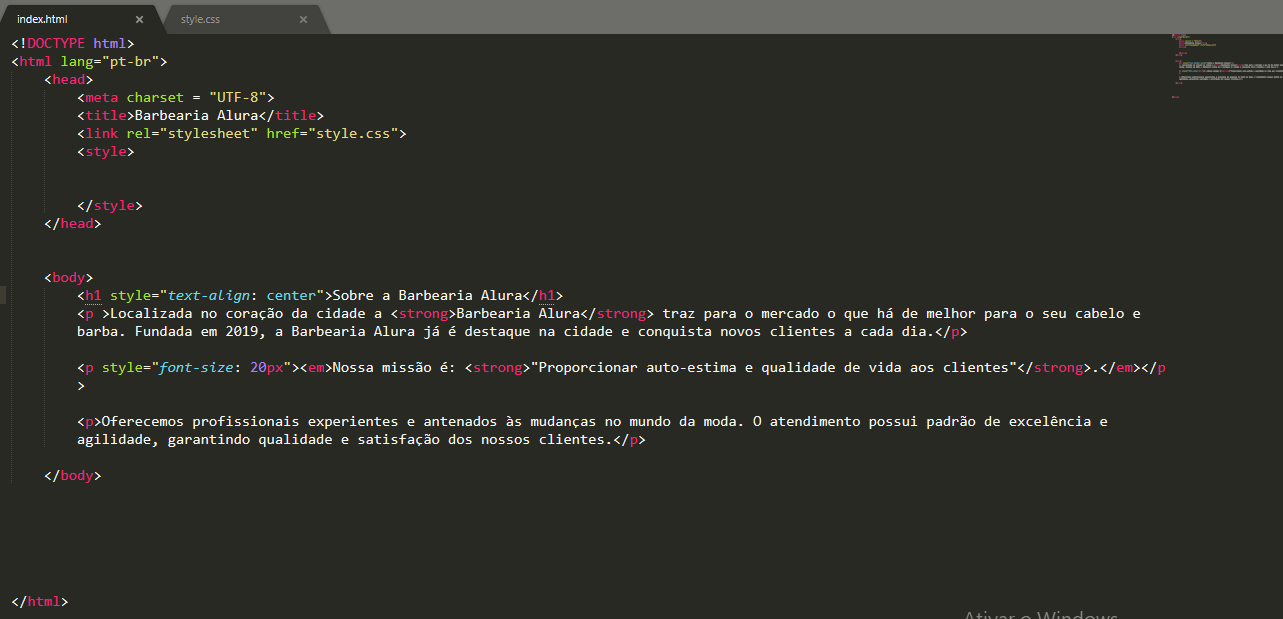 index.html × style.css ×
<!DOCTYPE html>
<html lang="pt-br">
<head>
<meta charset = "UTF-8">
<title>Barbearia Alura</title>
<link rel="stylesheet" href="style.css">
<style>
</style>
</head>
<body>
<h1 style="text-align: center">Sobre a Barbearia Alura</h1>
<p >Localizada no coração da cidade a <strong>Barbearia Alura</strong> traz para o mercado o que há de melhor para o seu cabelo e
barba. Fundada em 2019, a Barbearia Alura já é destaque na cidade e conquista novos clientes a cada dia.</p>
<p style="font-size: 20px"><em>Nossa missão é: <strong>"Proporcionar auto-estima e qualidade de vida aos clientes"</strong>.</em></p
>
<p>Oferecemos profissionais experientes e antenados às mudanças no mundo da moda. O atendimento possui padrão de excelência e
agilidade, garantindo qualidade e satisfação dos nossos clientes.</p>
</body>
</html>
Ativar o Windows